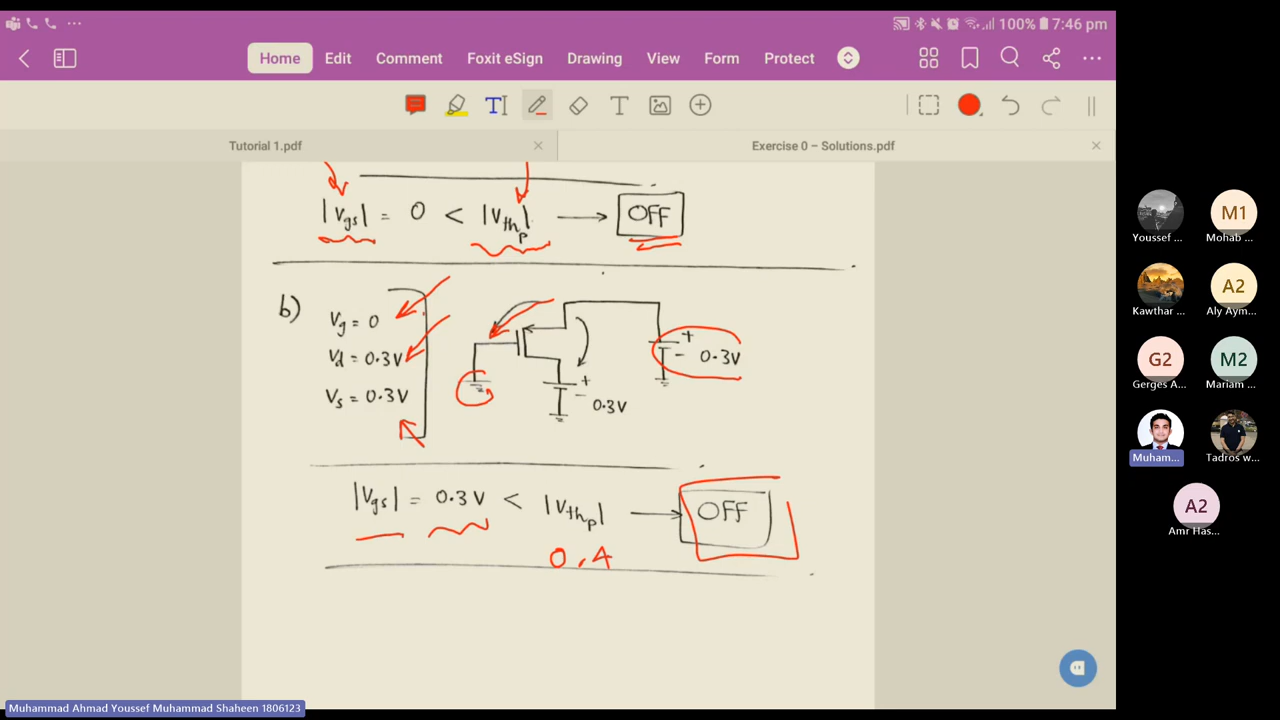 100% 7:46 pm
Home Edit Comment Foxit eSign Drawing View Form Protect
Tutorial 1.pdf
Exercise 0 – Solutions.pdf
|Vgs| = 0 < |Vthp| → OFF
b)
Vg = 0
Vd = 0.3V
Vs = 0.3V
+
- 0.3V
+
- 0.3V
|Vgs| = 0.3V < |Vthp| → OFF
0.4
Youssef ...
M1
Mohab ...
Kawthar ...
A2
Aly Aym...
G2
Gerges A...
M2
Mariam ...
Muham...
Tadros w...
A2
Amr Has...
Muhammad Ahmad Youssef Muhammad Shaheen 1806123